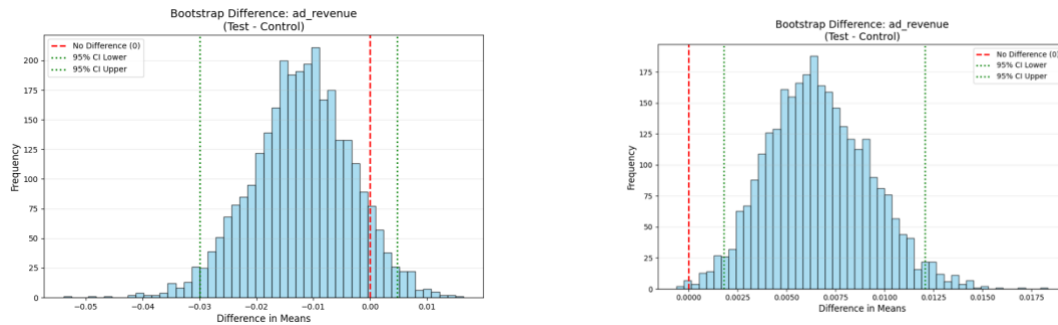 Bootstrap Difference: ad_revenue
(Test - Control)
No Difference (0)
95% CI Lower
95% CI Upper
200
175
150
125
100
75
50
25
0
Frequency
−0.05
−0.04
−0.03
−0.02
−0.01
0.00
0.01
Difference in Means
Bootstrap Difference: ad_revenue
(Test - Control)
No Difference (0)
95% CI Lower
95% CI Upper
175
150
125
100
75
50
25
0
Frequency
0.0000
0.0025
0.0050
0.0075
0.0100
0.0125
0.0150
0.0175
Difference in Means